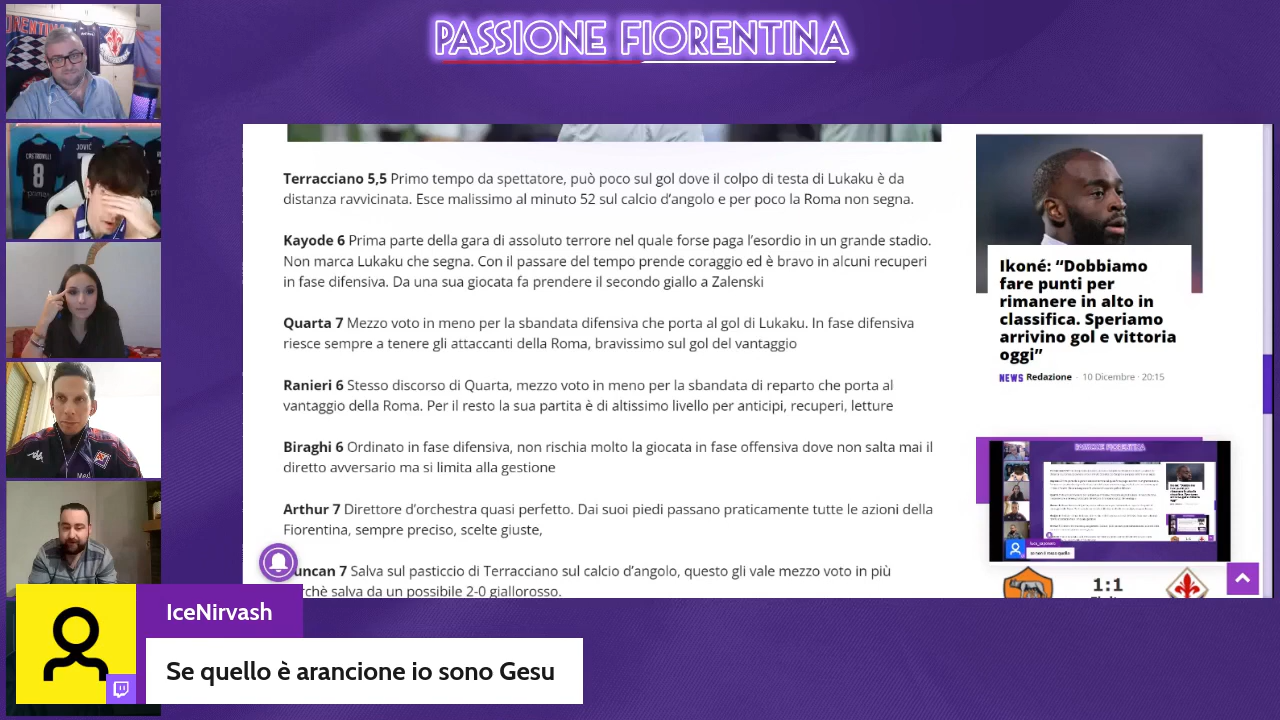 PASSIONE FIORENTINA
FIORENTINA
CASTROVILLI
8
JOVIĆ
Terracciano 5,5 Primo tempo da spettatore, può poco sul gol dove il colpo di testa di Lukaku è da
distanza ravvicinata. Esce malissimo al minuto 52 sul calcio d'angolo e per poco la Roma non segna.
Kayode 6 Prima parte della gara di assoluto terrore nel quale forse paga l'esordio in un grande stadio.
Non marca Lukaku che segna. Con il passare del tempo prende coraggio ed è bravo in alcuni recuperi
in fase difensiva. Da una sua giocata fa prendere il secondo giallo a Zalenski
Quarta 7 Mezzo voto in meno per la sbandata difensiva che porta al gol di Lukaku. In fase difensiva
riesce sempre a tenere gli attaccanti della Roma, bravissimo sul gol del vantaggio
Ranieri 6 Stesso discorso di Quarta, mezzo voto in meno per la sbandata di reparto che porta al
vantaggio della Roma. Per il resto la sua partita è di altissimo livello per anticipi, recuperi, letture
Biraghi 6 Ordinato in fase difensiva, non rischia molto la giocata in fase offensiva dove non salta mai il
diretto avversario ma si limita alla gestione
Arthur 7 Direttore d'orchestra quasi perfetto. Dai suoi piedi passano praticamente tutte le azioni della
Fiorentina, sempre preciso, scelte giuste,
uncan 7 Salva sul pasticcio di Terracciano sul calcio d'angolo, questo gli vale mezzo voto in più
perchè salva da un possibile 2-0 giallorosso.
Ikoné: “Dobbiamo
fare punti per
rimanere in alto in
classifica. Speriamo
arrivino gol e vittoria
oggi”
NEWS Redazione - 10 Dicembre · 20:15
PASSIONE FIORENTINA
1:1
IceNirvash
Se quello è arancione io sono Gesu